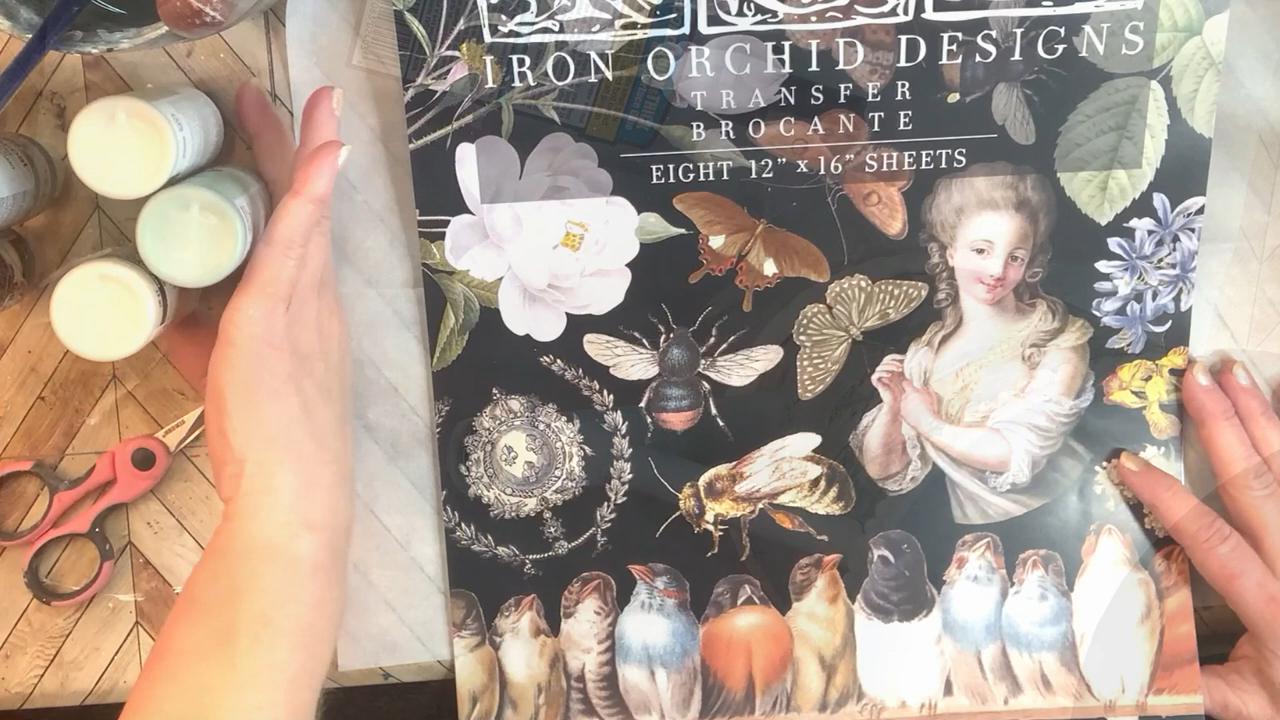 IRON ORCHID DESIGNS
TRANSFER
BROCANTE
EIGHT 12” x 16” SHEETS